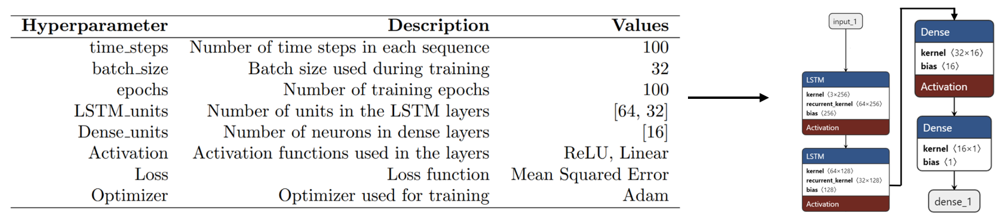 Hyperparameter Description Values
time_steps Number of time steps in each sequence 100
batch_size Batch size used during training 32
epochs Number of training epochs 100
LSTM_units Number of units in the LSTM layers [64, 32]
Dense_units Number of neurons in dense layers [16]
Activation Activation functions used in the layers ReLU, Linear
Loss Loss function Mean Squared Error
Optimizer Optimizer used for training Adam
input_1
LSTM
kernel ⟨3×256⟩
recurrent_kernel ⟨64×256⟩
bias ⟨256⟩
Activation
LSTM
kernel ⟨64×128⟩
recurrent_kernel ⟨32×128⟩
bias ⟨128⟩
Activation
Dense
kernel ⟨32×16⟩
bias ⟨16⟩
Activation
Dense
kernel ⟨16×1⟩
bias ⟨1⟩
dense_1